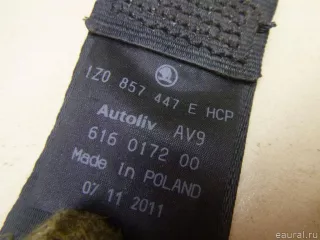 1Z0 857 447 E HCP
Autoliv AV9
616 0172 00
Made in POLAND
07 11 2011
eaural.ru